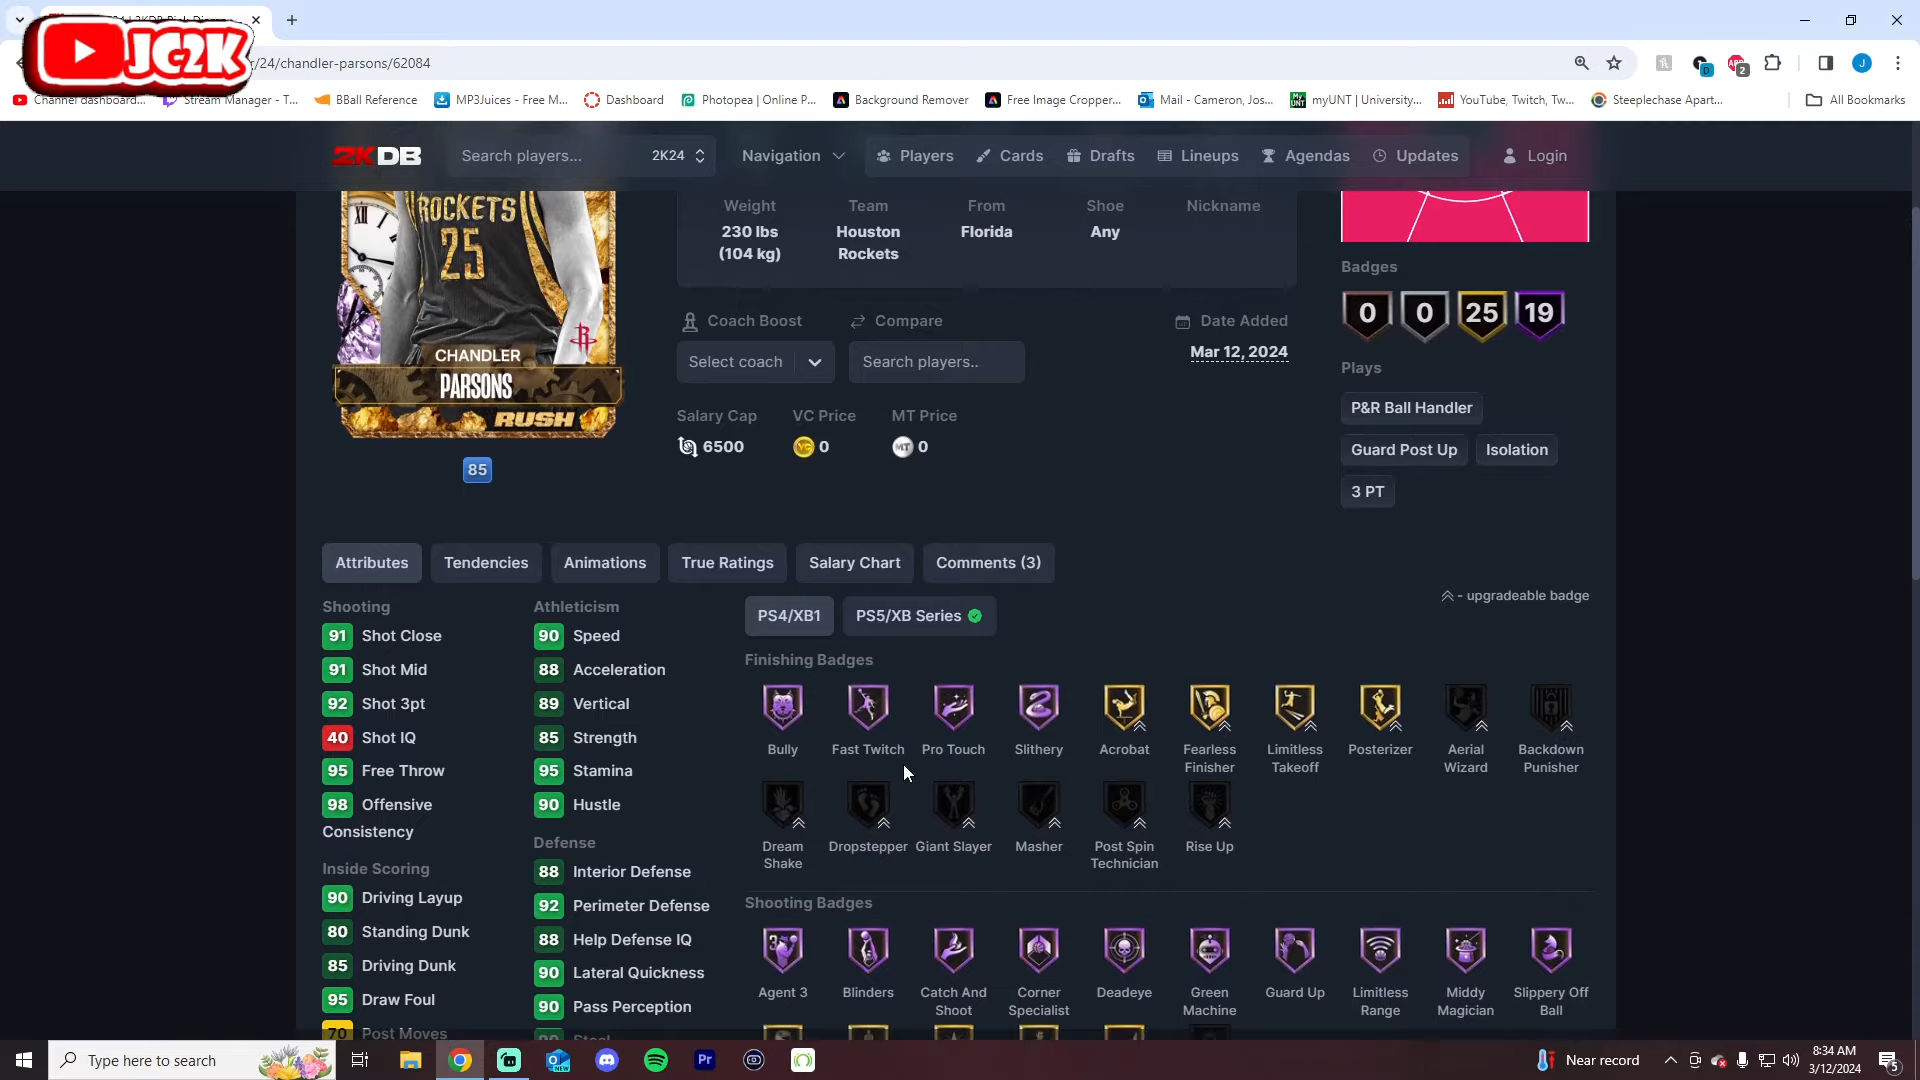 JC2K
r/24/chandler-parsons/62084
Channel dashboard...
Stream Manager - T...
BBall Reference
MP3Juices - Free M...
Dashboard
Photopea | Online P...
Background Remover
Free Image Cropper...
Mail - Cameron, Jos...
myUNT | University...
YouTube, Twitch, Tw...
Steeplechase Apart...
All Bookmarks
2KDB
Search players...
2K24
Navigation
Players
Cards
Drafts
Lineups
Agendas
Updates
Login
ROCKETS
25
CHANDLER
PARSONS
RUSH
85
Weight
230 lbs
(104 kg)
Team
Houston
Rockets
From
Florida
Shoe
Any
Nickname
Coach Boost
Select coach
Compare
Search players..
Date Added
Mar 12, 2024
Salary Cap
6500
VC Price
VC 0
MT Price
MT 0
Badges
0 0 25 19
Plays
P&R Ball Handler
Guard Post Up
Isolation
3 PT
Attributes
Tendencies
Animations
True Ratings
Salary Chart
Comments (3)
- upgradeable badge
Shooting
91 Shot Close
91 Shot Mid
92 Shot 3pt
40 Shot IQ
95 Free Throw
98 Offensive
Consistency
Inside Scoring
90 Driving Layup
80 Standing Dunk
85 Driving Dunk
95 Draw Foul
70 Post Moves
Athleticism
90 Speed
88 Acceleration
89 Vertical
85 Strength
95 Stamina
90 Hustle
Defense
88 Interior Defense
92 Perimeter Defense
88 Help Defense IQ
90 Lateral Quickness
90 Pass Perception
PS4/XB1
PS5/XB Series
Finishing Badges
Bully
Fast Twitch
Pro Touch
Slithery
Acrobat
Fearless
Finisher
Limitless
Takeoff
Posterizer
Aerial
Wizard
Backdown
Punisher
Dream
Shake
Dropstepper
Giant Slayer
Masher
Post Spin
Technician
Rise Up
Shooting Badges
Agent 3
Blinders
Catch And
Shoot
Corner
Specialist
Deadeye
Green
Machine
Guard Up
Limitless
Range
Middy
Magician
Slippery Off
Ball
Type here to search
Near record
8:34 AM
3/12/2024
5